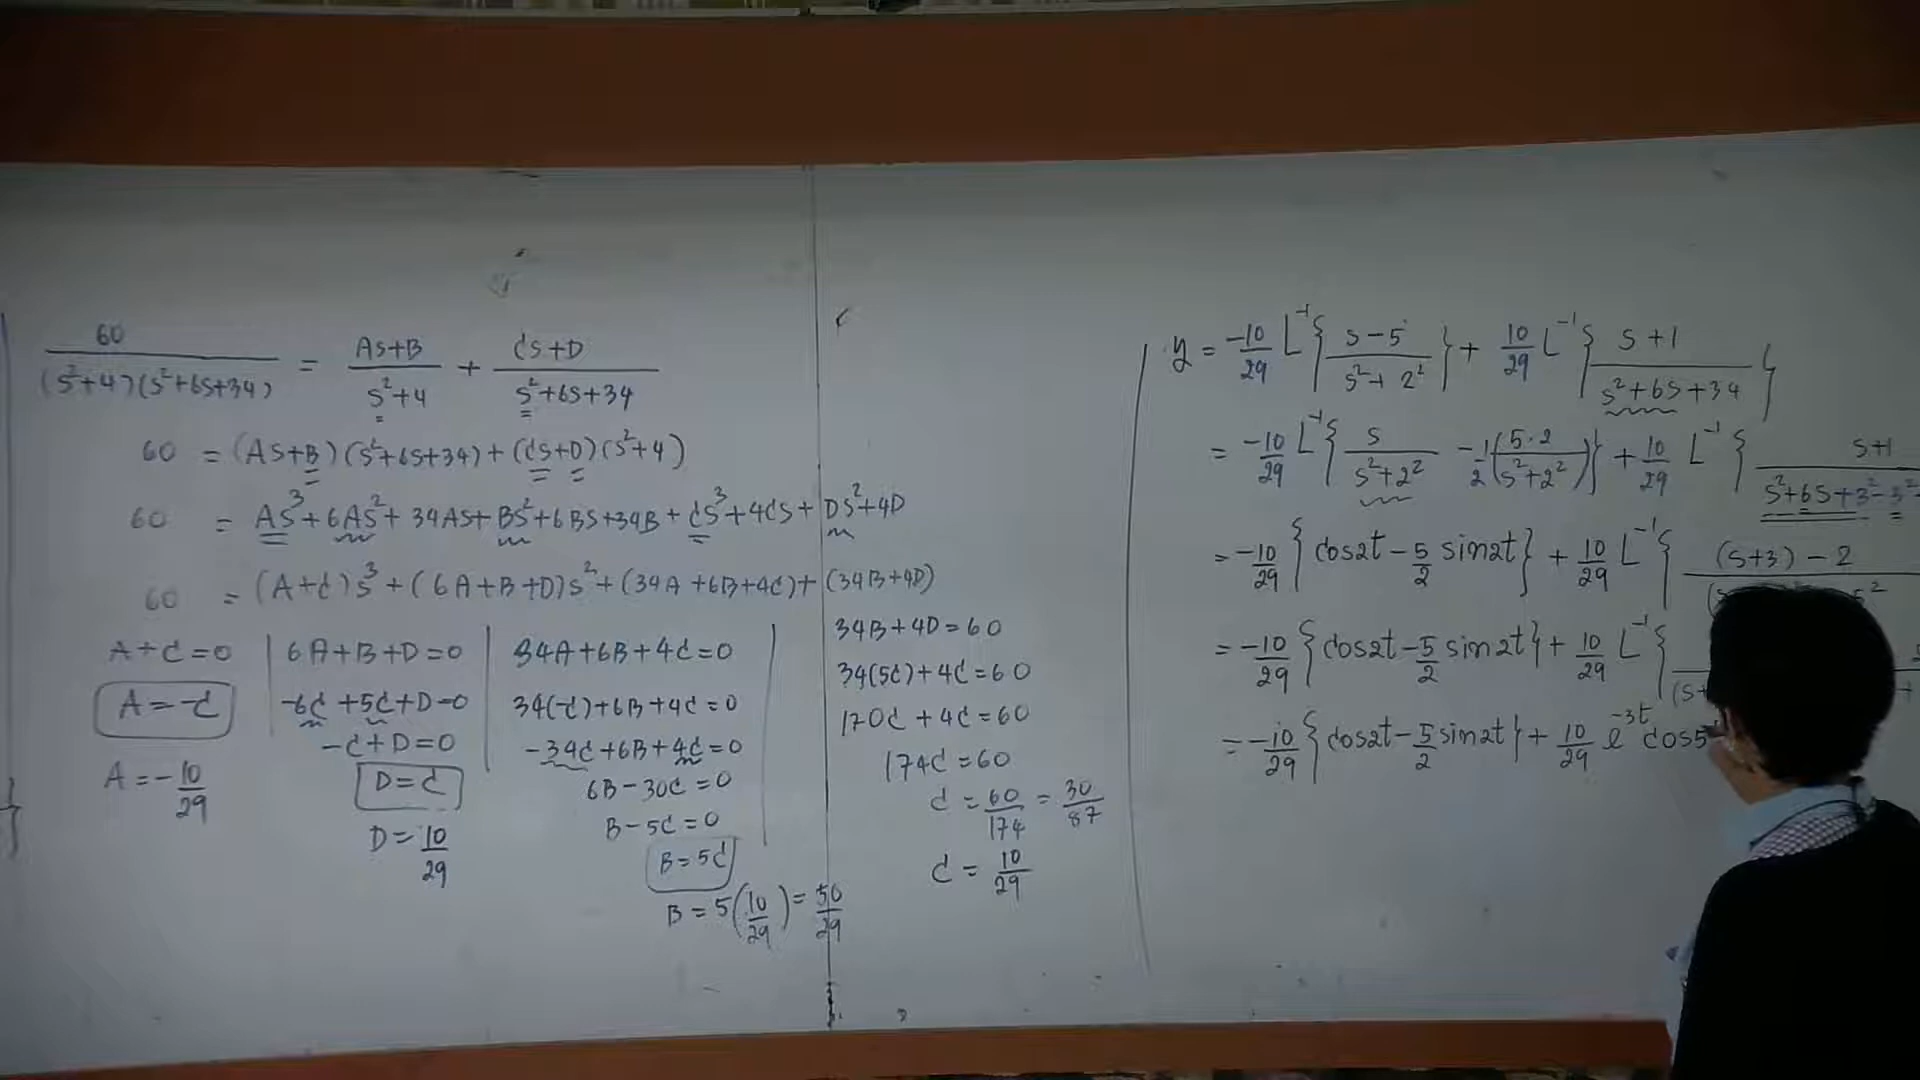 60/((s²+4)(s²+6s+34)) = (As+B)/(s²+4) + (Cs+D)/(s²+6s+34)
60 = (As+B)(s²+6s+34)+(Cs+D)(s²+4)
60 = As³+6As²+34As+Bs²+6Bs+34B+Cs³+4Cs+Ds²+4D
60 = (A+C)s³+(6A+B+D)s²+(34A+6B+4C)+(34B+4D)
A+C=0
A=-C
A=-10/29
6A+B+D=0
-6C+5C+D=0
-C+D=0
D=C
D=10/29
34A+6B+4C=0
34(-C)+6B+4C=0
-34C+6B+4C=0
6B-30C=0
B-5C=0
B=5C
B=5(10/29)=50/29
34B+4D=60
34(5C)+4C=60
170C+4C=60
174C=60
C=60/174=30/87
C=10/29
y=-10/29 L⁻¹{(s-5)/(s²+2²)}+10/29 L⁻¹{(s+1)/(s²+6s+34)}
=-10/29 L⁻¹{s/(s²+2²) -1/2(5·2/(s²+2²))}+10/29 L⁻¹{(s+1)/(s²+6s+3²-3²
=-10/29{cos2t-5/2 sin2t}+10/29 L⁻¹{(s+3)-2
=-10/29{cos2t-5/2 sin2t}+10/29 L⁻¹{
=-10/29{cos2t-5/2 sin2t}+10/29 e^-3t cos5